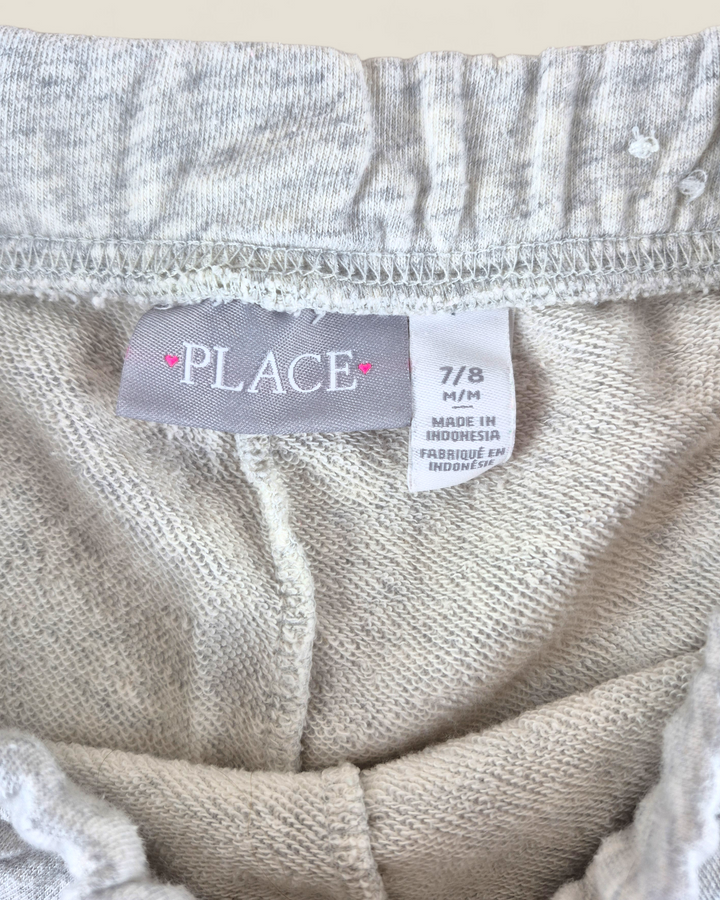 PLACE
7/8
M/M
MADE IN
INDONESIA
FABRIQUÉ EN
INDONÉSIE